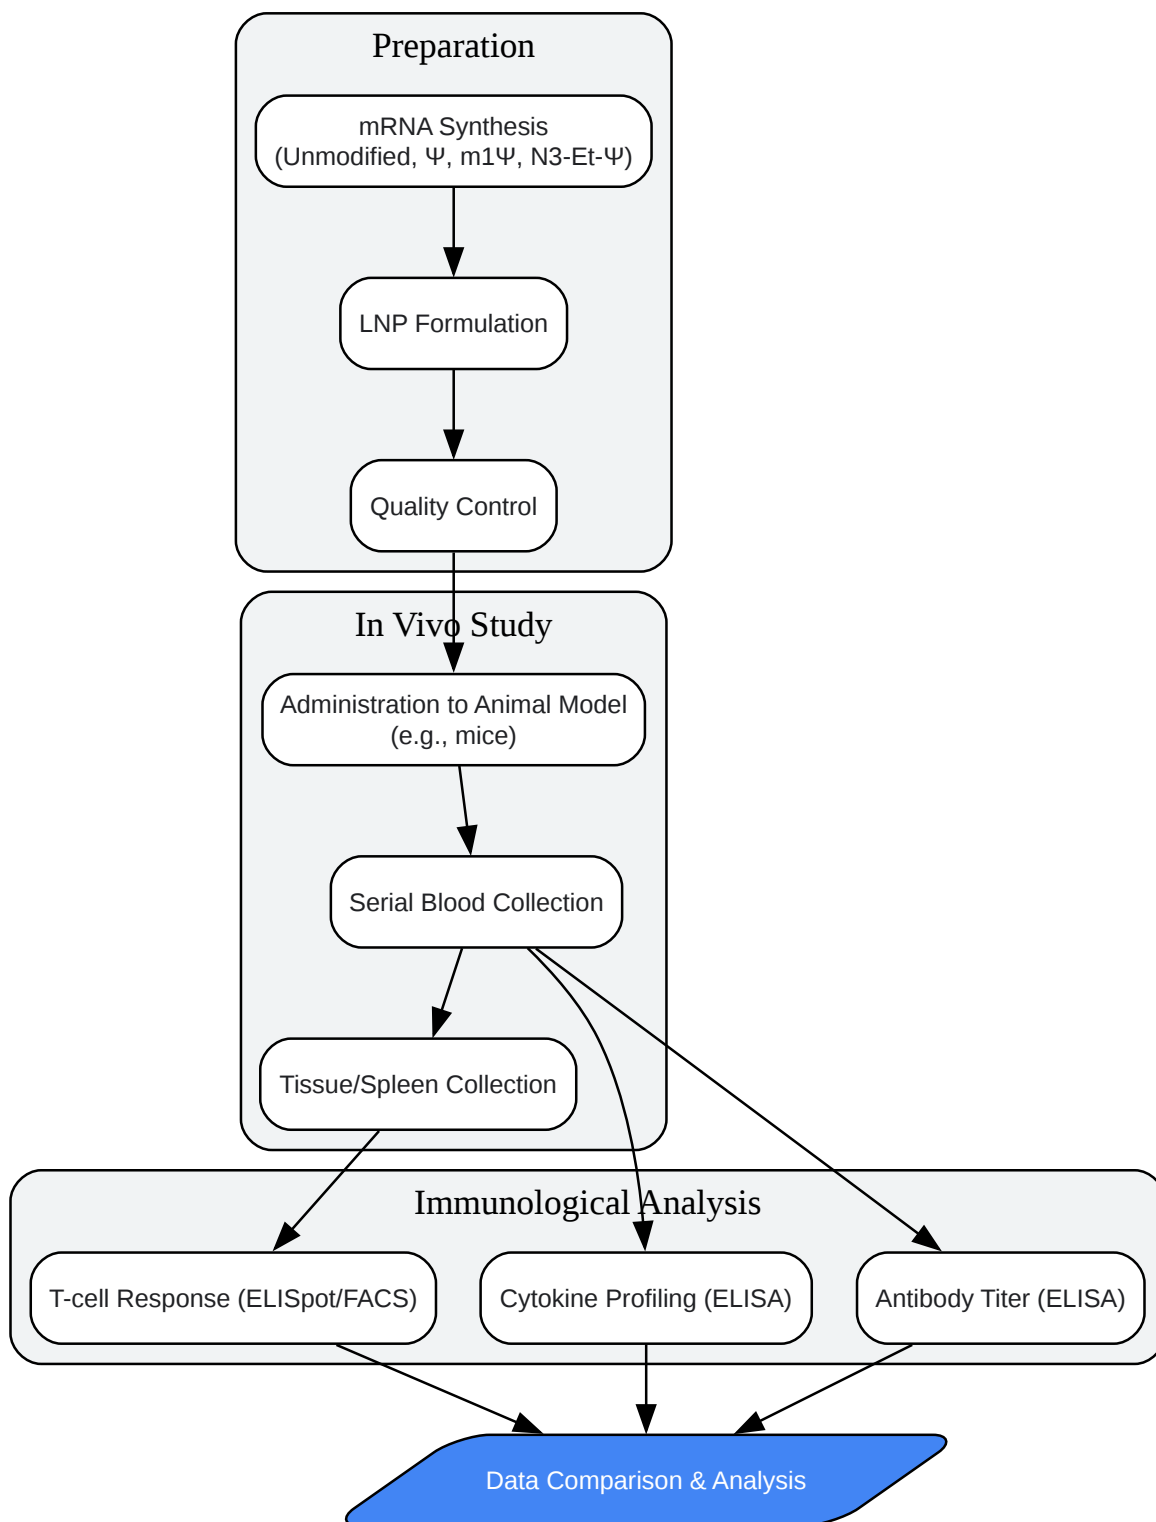 Preparation
mRNA Synthesis
(Unmodified, Ψ, m1Ψ, N3-Et-Ψ)
LNP Formulation
Quality Control
In Vivo Study
Administration to Animal Model
(e.g., mice)
Serial Blood Collection
Tissue/Spleen Collection
Immunological Analysis
T-cell Response (ELISpot/FACS)
Cytokine Profiling (ELISA)
Antibody Titer (ELISA)
Data Comparison & Analysis